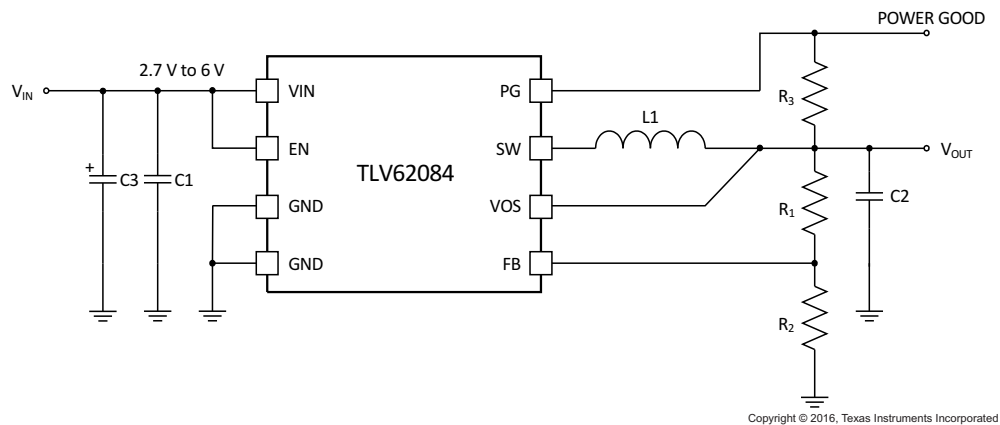 POWER GOOD
2.7 V to 6 V
VIN
VIN
PG
R3
L1
EN
SW
VOUT
TLV62084
+
C3
C1
GND
VOS
R1
C2
GND
FB
R2
Copyright © 2016, Texas Instruments Incorporated